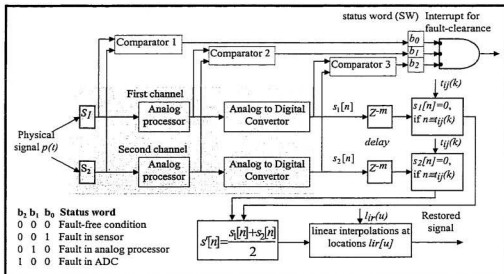 status word (SW)
Interrupt for
fault-clearance
Comparator 1
b0
Comparator 2
b1
b2
Comparator 3
First channel
tij(k)
S1
Analog
processor
Analog to Digital
Convertor
s1[n]
Z-m
s1[n]=0,
if n=tij(k)
Physical
signal p(t)
delay
tij(k)
Second channel
S2
Analog
processor
Analog to Digital
Convertor
s2[n]
Z-m
s2[n]=0,
if n=tij(k)
b2 b1 b0 Status word
0 0 0 Fault-free condition
0 0 1 Fault in sensor
0 1 0 Fault in analog processor
1 0 0 Fault in ADC
s'[n]=s1[n]+s2[n]
2
lir(u)
linear interpolations at
locations lir[u]
Restored
signal